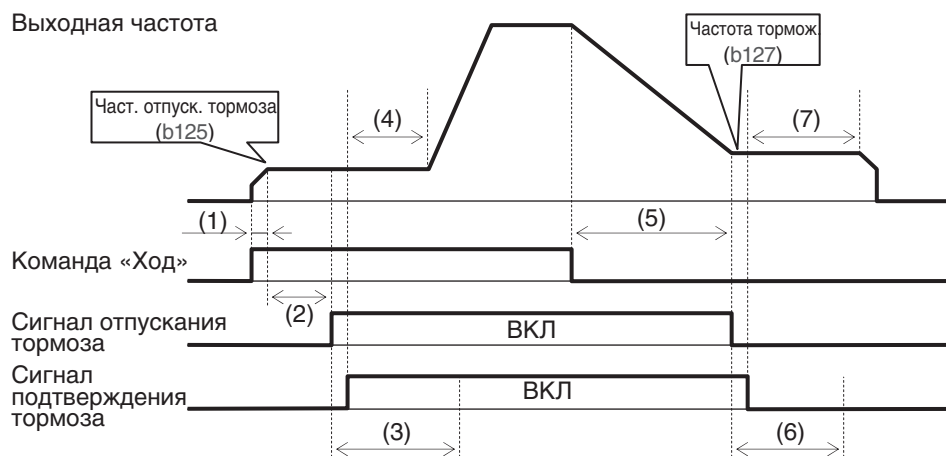 Выходная частота
Частота тормож.
(b127)
Част. отпуск. тормоза
(b125)
(4)
(7)
(1)
(5)
Команда «Ход»
(2)
Сигнал отпускания
тормоза
ВКЛ
Сигнал
подтверждения
тормоза
ВКЛ
(3)
(6)